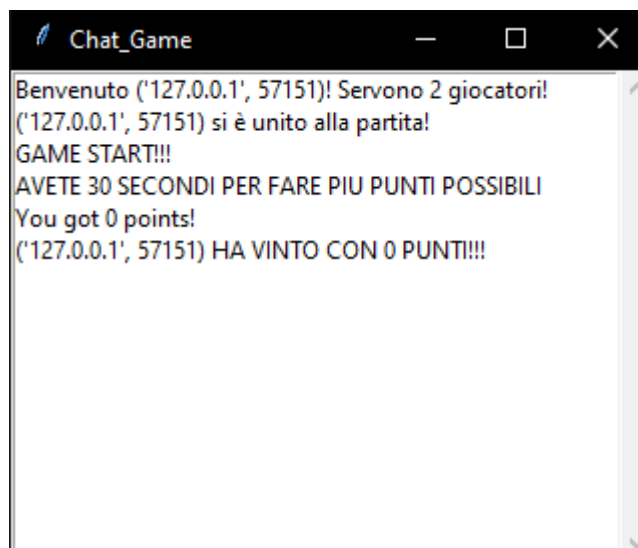 Chat_Game
Benvenuto ('127.0.0.1', 57151)! Servono 2 giocatori!
('127.0.0.1', 57151) si è unito alla partita!
GAME START!!!
AVETE 30 SECONDI PER FARE PIU PUNTI POSSIBILI
You got 0 points!
('127.0.0.1', 57151) HA VINTO CON 0 PUNTI!!!